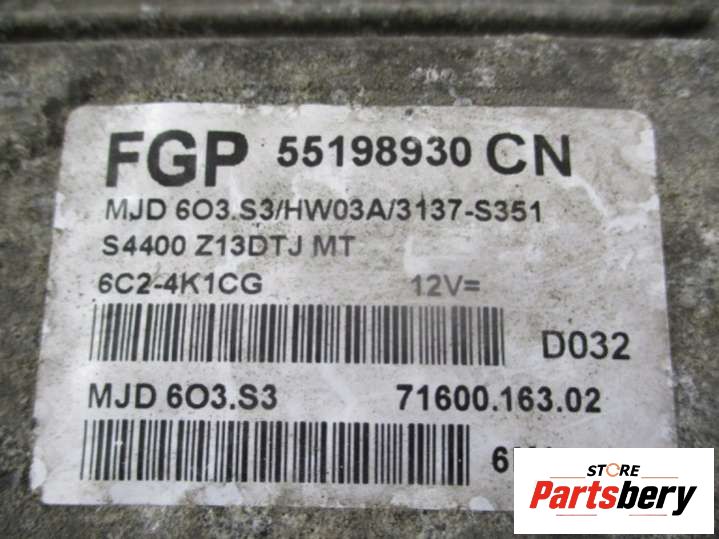 FGP 55198930 CN
MJD 6O3.S3/HW03A/3137-S351
S4400 Z13DTJ MT
6C2-4K1CG 12V=
D032
MJD 6O3.S3 71600.163.02
STORE
Partsbery